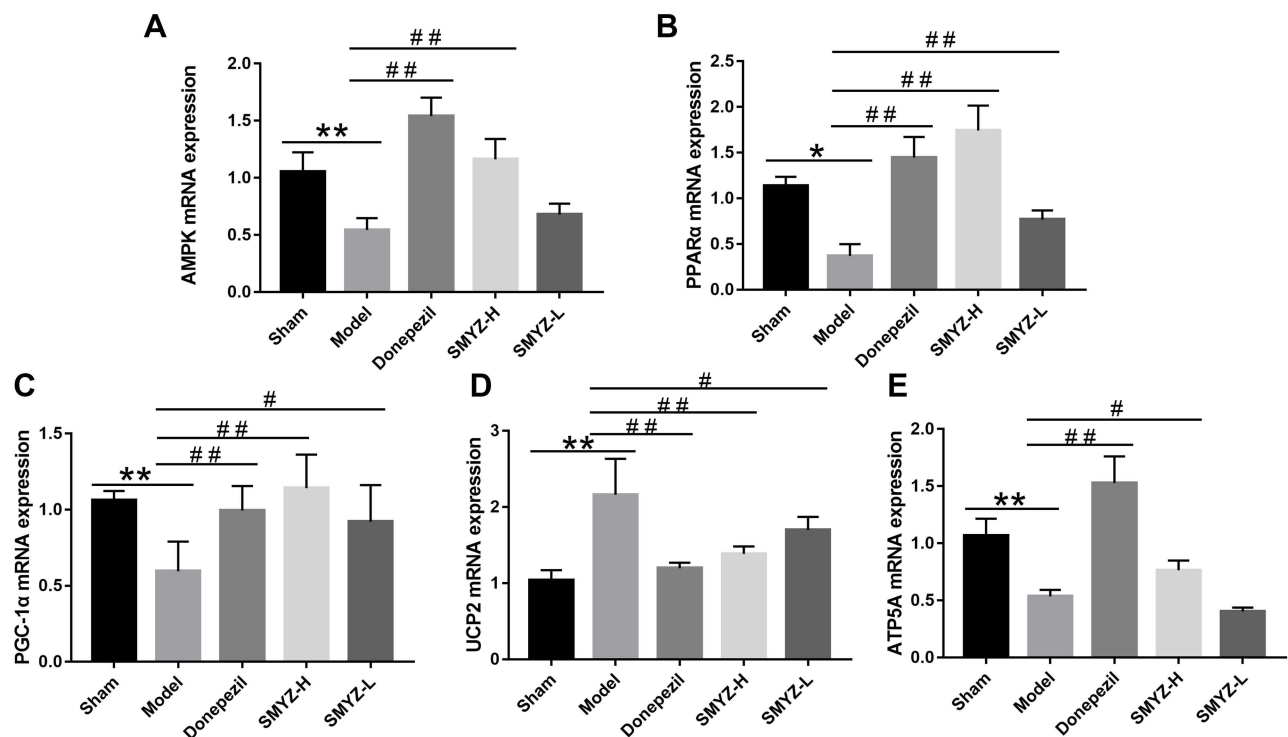 A
AMPK mRNA expression
2.0
1.5
1.0
0.5
0.0
**
##
##
Sham
Model
Donepezil
SMYZ-H
SMYZ-L
B
PPARα mRNA expression
2.5
2.0
1.5
1.0
0.5
0.0
*
##
##
##
Sham
Model
Donepezil
SMYZ-H
SMYZ-L
C
PGC-1α mRNA expression
1.5
1.0
0.5
0.0
**
##
##
#
Sham
Model
Donepezil
SMYZ-H
SMYZ-L
D
UCP2 mRNA expression
3
2
1
0
**
##
##
#
Sham
Model
Donepezil
SMYZ-H
SMYZ-L
E
ATP5A mRNA expression
2.0
1.5
1.0
0.5
0.0
**
##
#
Sham
Model
Donepezil
SMYZ-H
SMYZ-L